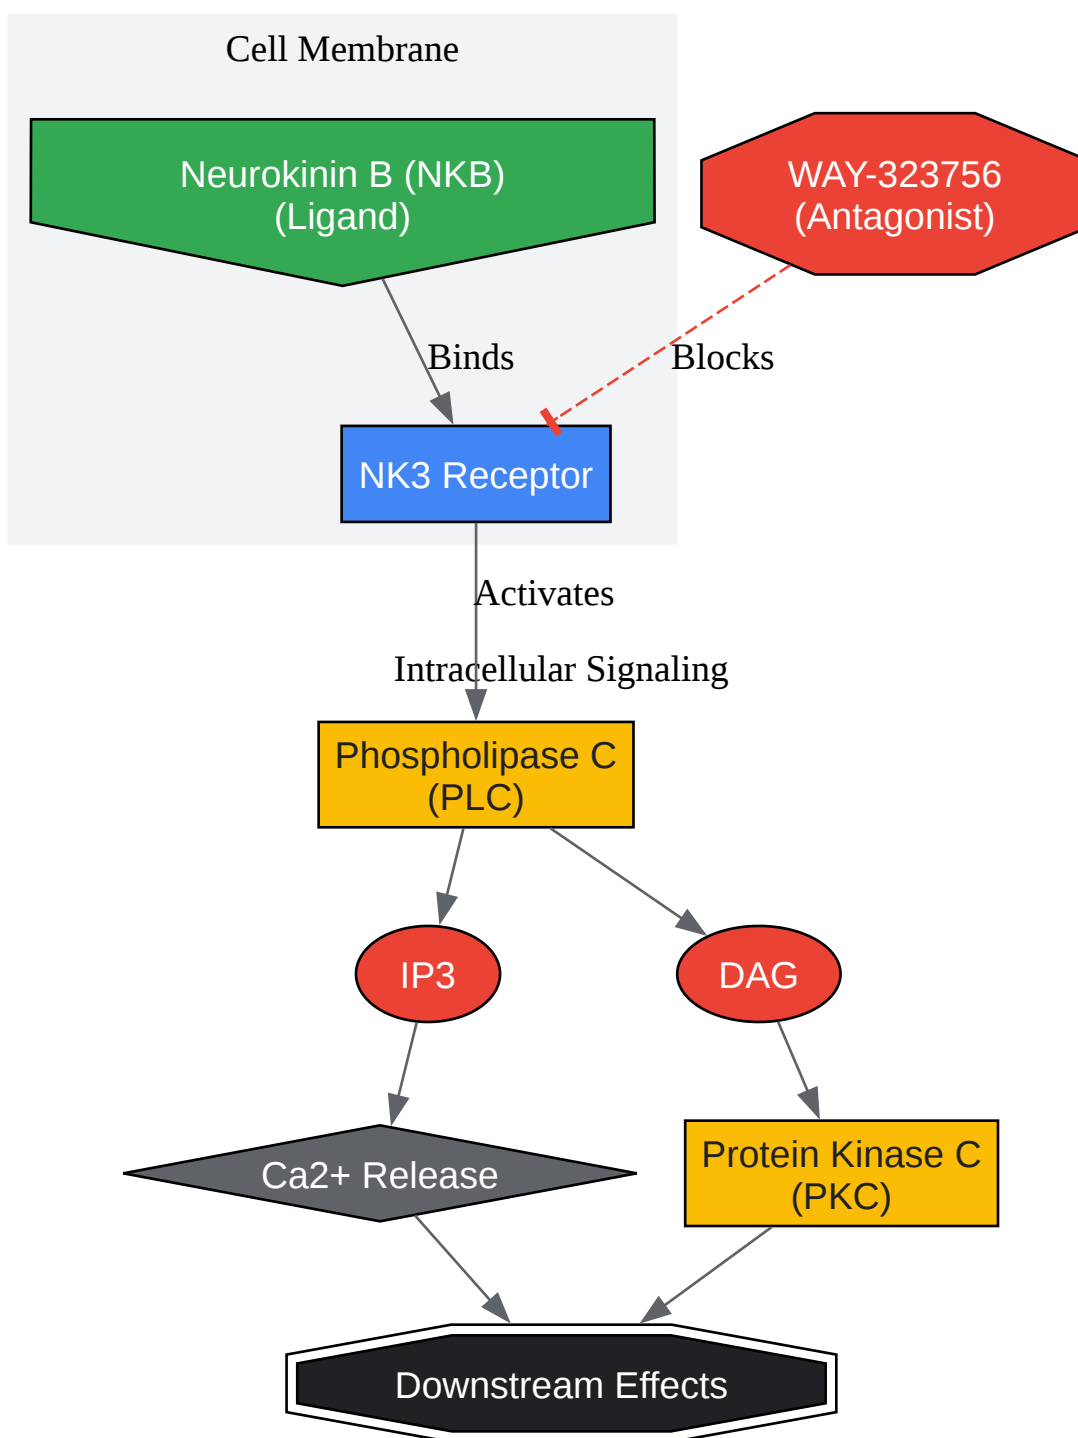 Cell Membrane
Neurokinin B (NKB)
(Ligand)
WAY-323756
(Antagonist)
Binds
Blocks
NK3 Receptor
Activates
Intracellular Signaling
Phospholipase C
(PLC)
IP3
DAG
Ca2+ Release
Protein Kinase C
(PKC)
Downstream Effects